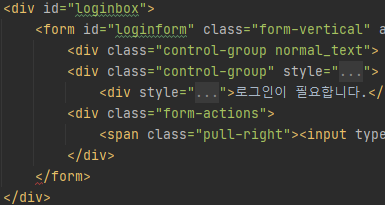 <div id="loginbox">
<form id="loginform" class="form-vertical" a
<div class="control-group normal_text">
<div class="control-group" style="...">
<div style="...">로그인이 필요합니다.</
<div class="form-actions">
<span class="pull-right"><input type
</div>
</form>
</div>